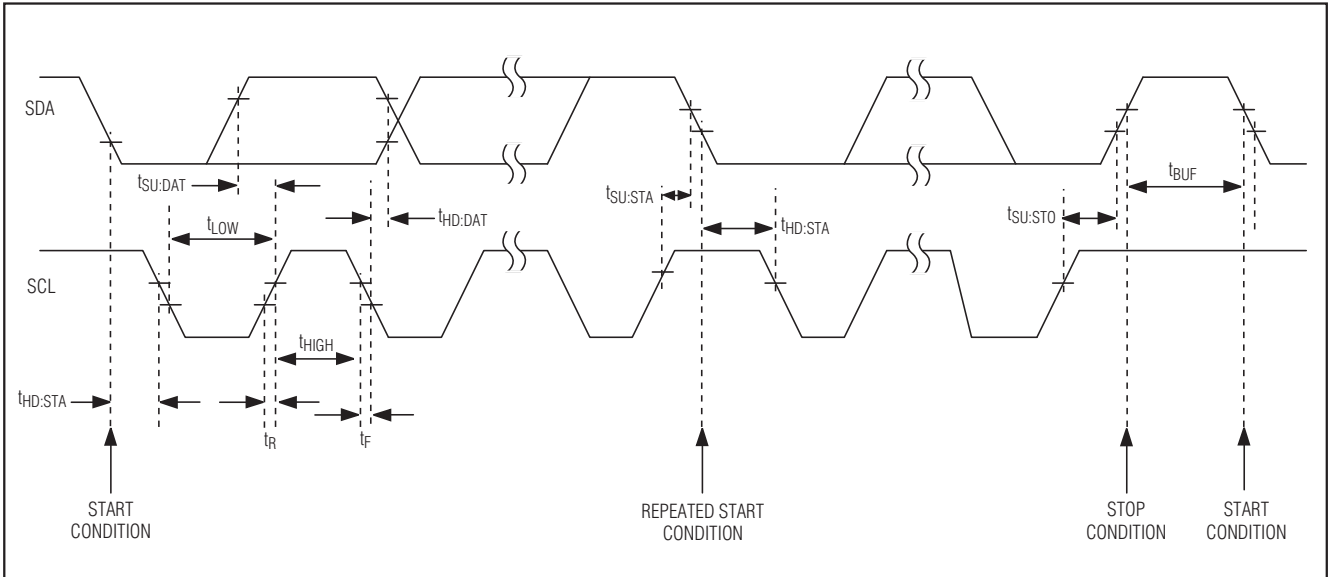 SDA
tSU:DAT
tLOW
tHD:DAT
tSU:STA
tHD:STA
tSU:STO
tBUF
SCL
tHIGH
tHD:STA
tR
tF
START
CONDITION
REPEATED START
CONDITION
STOP
CONDITION
START
CONDITION